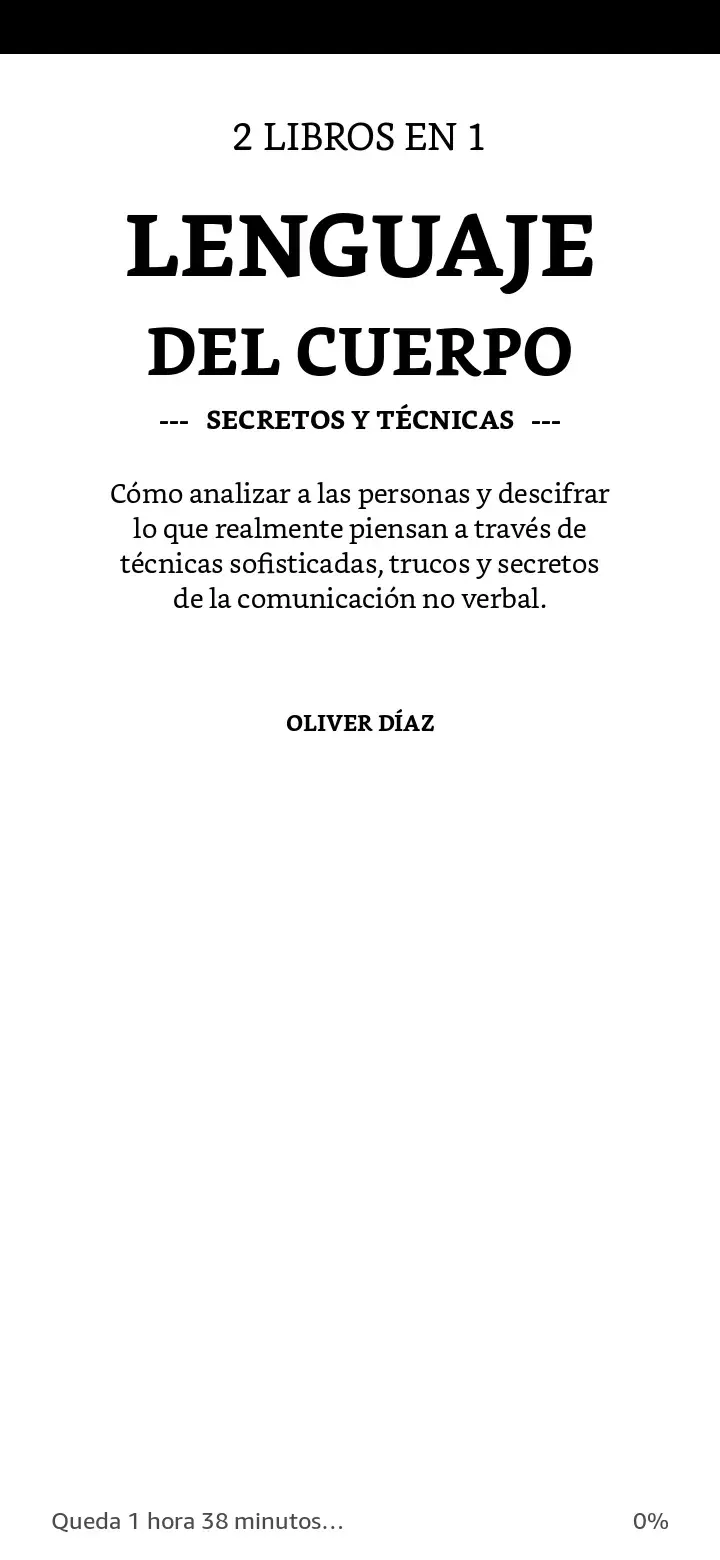 2 LIBROS EN 1
LENGUAJE
DEL CUERPO
--- SECRETOS Y TÉCNICAS ---
Cómo analizar a las personas y descifrar
lo que realmente piensan a través de
técnicas sofisticadas, trucos y secretos
de la comunicación no verbal.
OLIVER DÍAZ
Queda 1 hora 38 minutos... 0%